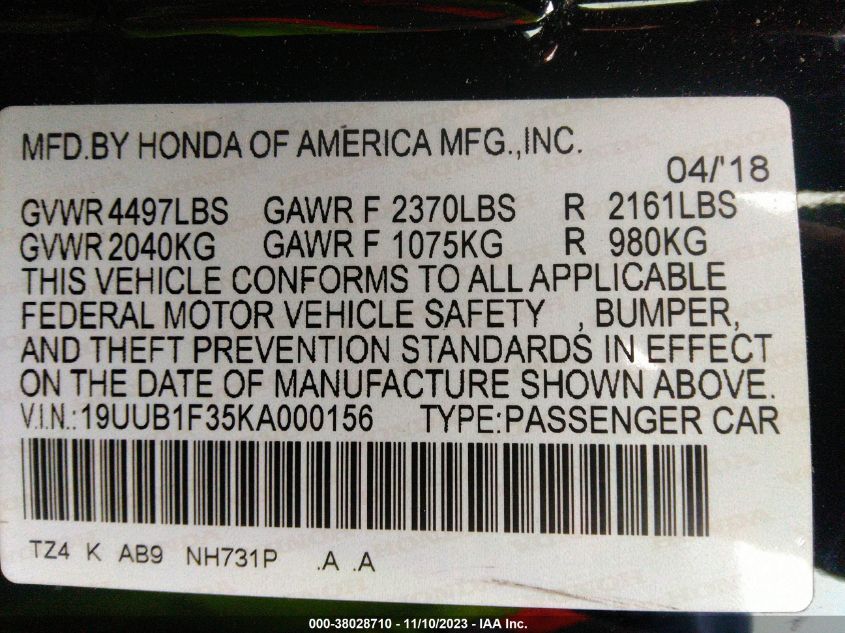 MFD.BY HONDA OF AMERICA MFG.,INC.
04/'18
GVWR 4497LBS GAWR F 2370LBS R 2161LBS
GVWR 2040KG GAWR F 1075KG R 980KG
THIS VEHICLE CONFORMS TO ALL APPLICABLE
FEDERAL MOTOR VEHICLE SAFETY , BUMPER,
AND THEFT PREVENTION STANDARDS IN EFFECT
ON THE DATE OF MANUFACTURE SHOWN ABOVE.
V.I.N.:19UUB1F35KA000156 TYPE:PASSENGER CAR
TZ4 K AB9 NH731P .A .A
000-38028710 - 11/10/2023 - IAA Inc.